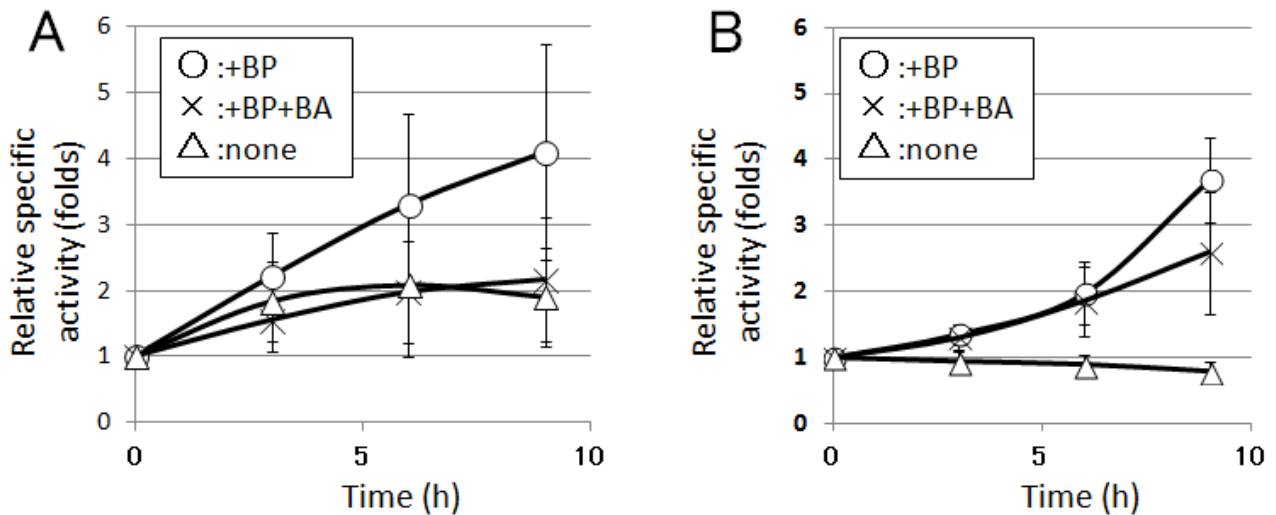 A
:+BP
:+BP+BA
:none
Relative specific
activity (folds)
6
5
4
3
2
1
0
0
5
10
Time (h)
B
:+BP
:+BP+BA
:none
Relative specific
activity (folds)
6
5
4
3
2
1
0
0
5
10
Time (h)